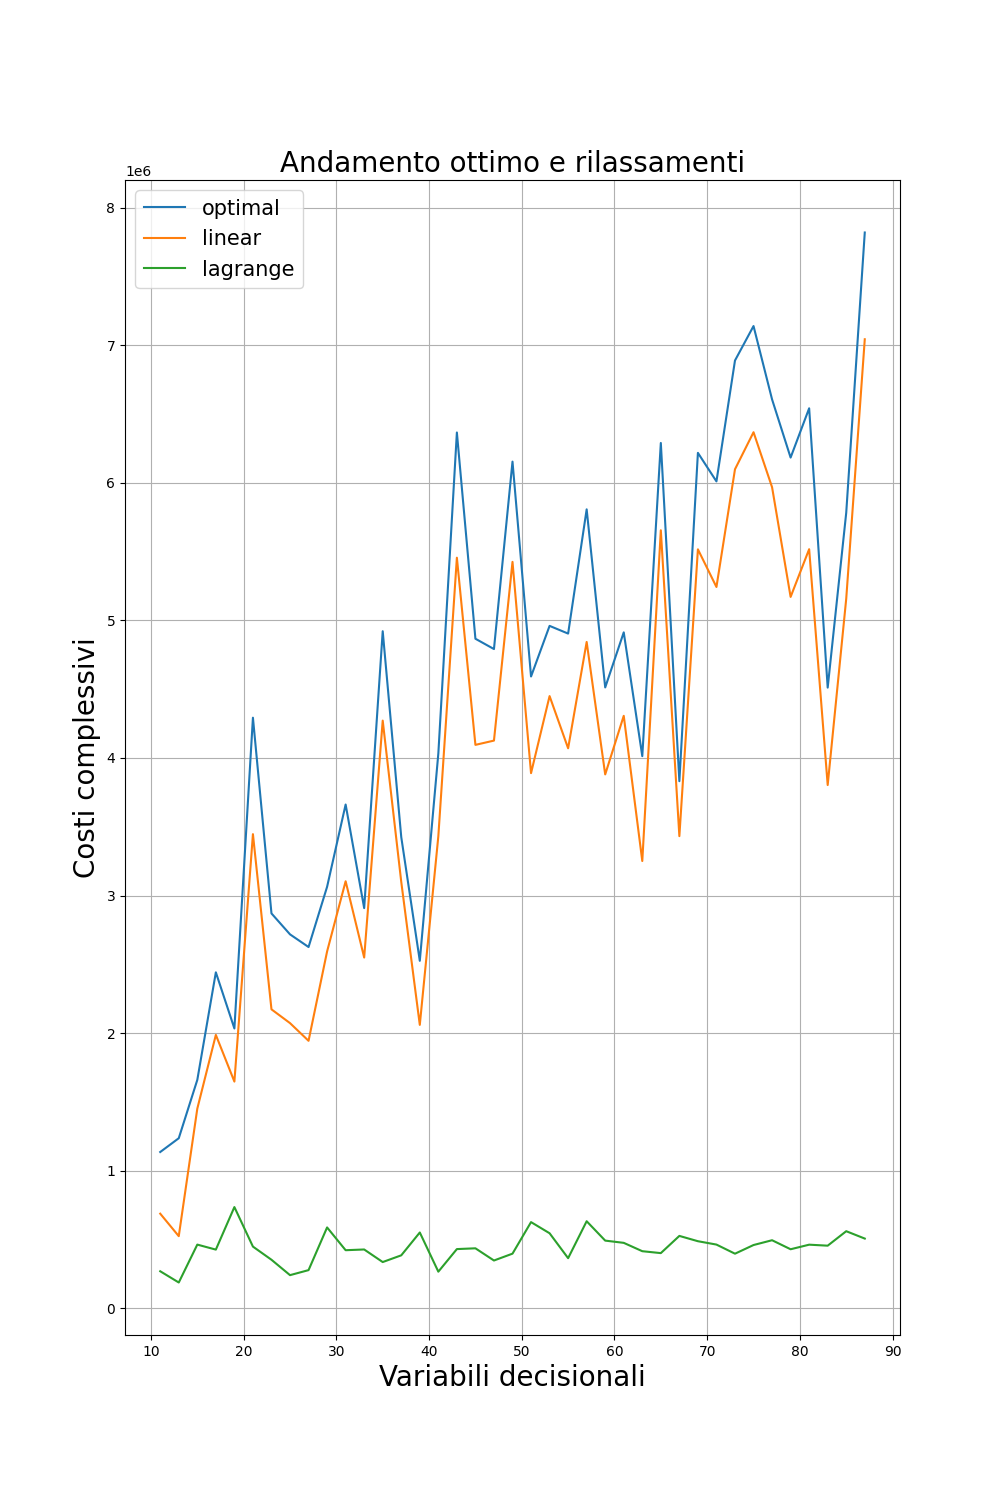 Andamento ottimo e rilassamenti
1e6
optimal
linear
lagrange
8
7
6
5
4
3
2
1
0
Costi complessivi
10 20 30 40 50 60 70 80 90
Variabili decisionali